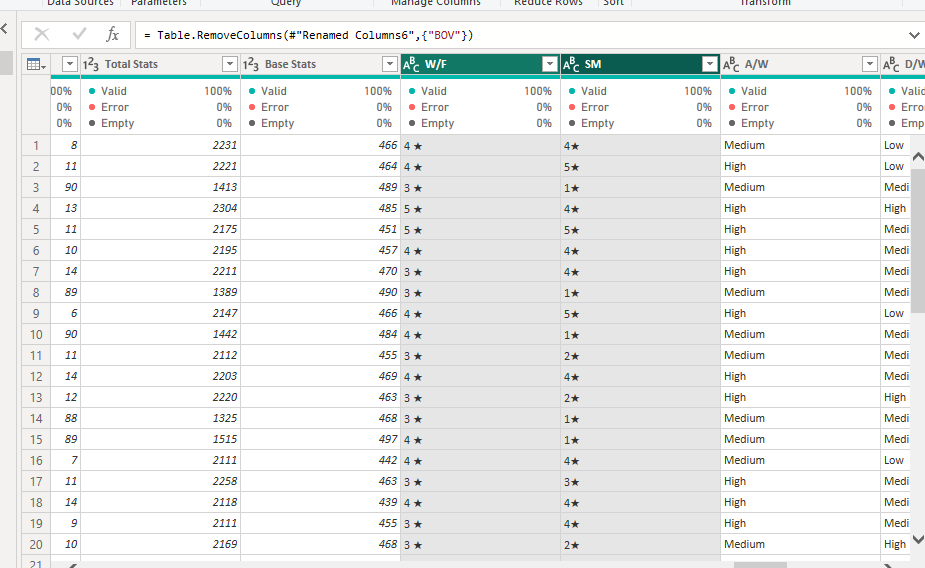 Data Sources Parameters Query Manage Columns Reduce Rows Sort Transform
fx = Table.RemoveColumns(#"Renamed Columns6",{"BOV"})
1²3 Total Stats 1²3 Base Stats ABC W/F ABC SM ABC A/W ABC D/W
00% Valid 100% Valid 100% Valid 100% Valid 100% Valid 100% Valid
0% Error 0% Error 0% Error 0% Error 0% Error 0% Error
0% Empty 0% Empty 0% Empty 0% Empty 0% Empty 0% Emp
1 8 2231 466 4 ★ 4★ Medium Low
2 11 2221 464 4 ★ 5★ High Low
3 90 1413 489 3 ★ 1★ Medium Medi
4 13 2304 485 5 ★ 4★ High High
5 11 2175 451 5 ★ 5★ High Medi
6 10 2195 457 4 ★ 4★ High Medi
7 14 2211 470 3 ★ 4★ High Medi
8 89 1389 490 3 ★ 1★ Medium Medi
9 6 2147 466 4 ★ 5★ High Low
10 90 1442 484 4 ★ 1★ Medium Medi
11 11 2112 455 3 ★ 2★ Medium Medi
12 14 2203 469 4 ★ 4★ High Medi
13 12 2220 463 3 ★ 2★ High High
14 88 1325 468 3 ★ 1★ Medium Medi
15 89 1515 497 4 ★ 1★ Medium Medi
16 7 2111 442 4 ★ 4★ Medium Low
17 11 2258 463 3 ★ 3★ High Medi
18 14 2118 439 4 ★ 4★ High Medi
19 9 2111 455 3 ★ 4★ High Medi
20 10 2169 468 3 ★ 2★ Medium High
21